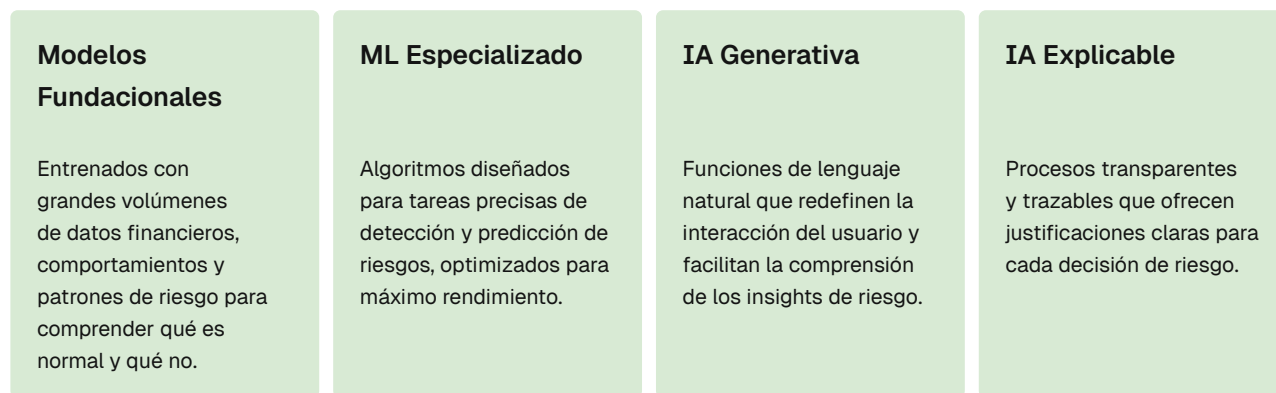 Modelos
Fundacionales
Entrenados con
grandes volúmenes
de datos financieros,
comportamientos y
patrones de riesgo para
comprender qué es
normal y qué no.
ML Especializado
Algoritmos diseñados
para tareas precisas de
detección y predicción de
riesgos, optimizados para
máximo rendimiento.
IA Generativa
Funciones de lenguaje
natural que redefinen la
interacción del usuario y
facilitan la comprensión
de los insights de riesgo.
IA Explicable
Procesos transparentes
y trazables que ofrecen
justificaciones claras para
cada decisión de riesgo.